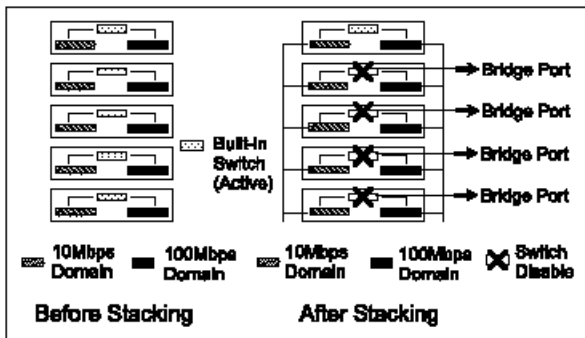 Bridge Port
Bridge Port
Built-in
Switch
(Active)
Bridge Port
Bridge Port
10Mbps
Domain
100Mbps
Domain
10Mbps
Domain
100Mbps
Domain
Switch
Disable
Before Stacking
After Stacking